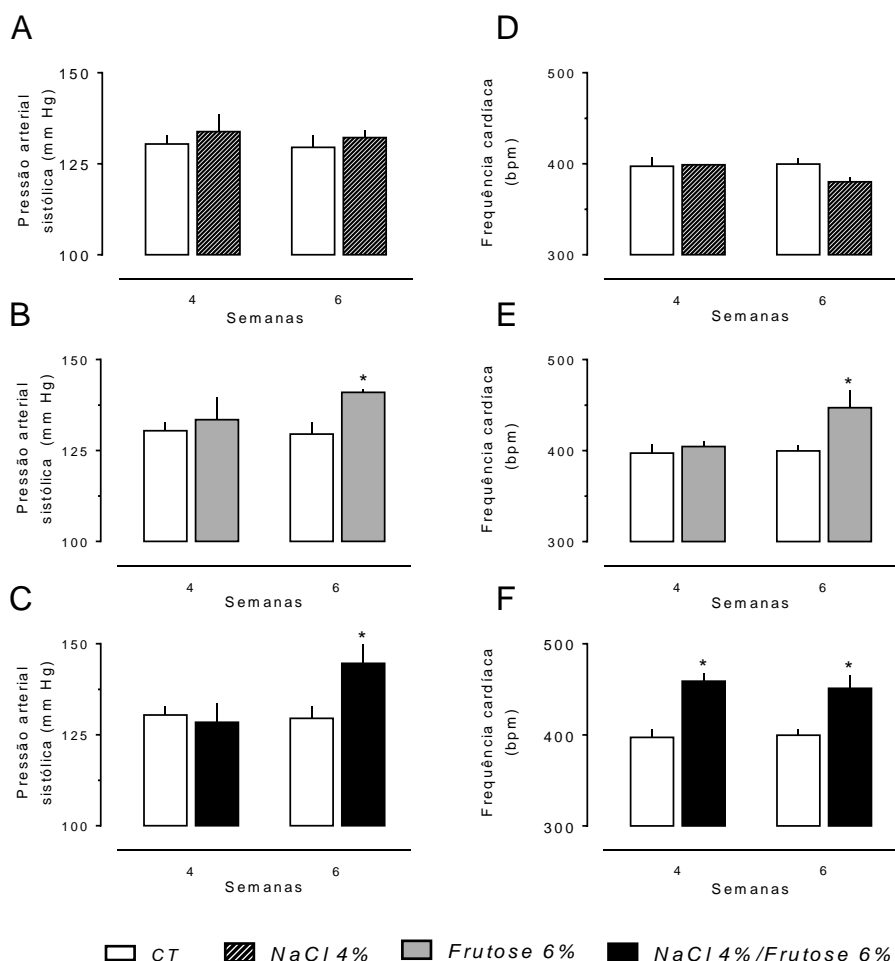 A
Pressão arterial
sistólica (mm Hg)
150
125
100
4
6
Semanas
D
Frequência cardíaca
(bpm)
500
400
300
4
6
Semanas
B
Pressão arterial
sistólica (mm Hg)
150
125
100
*
4
6
Semanas
E
Frequência cardíaca
(bpm)
500
400
300
*
4
6
Semanas
C
Pressão arterial
sistólica (mm Hg)
150
125
100
*
4
6
Semanas
F
Frequência cardíaca
(bpm)
500
400
300
*
*
4
6
Semanas
CT NaCl 4% Frutose 6% NaCl 4%/Frutose 6%